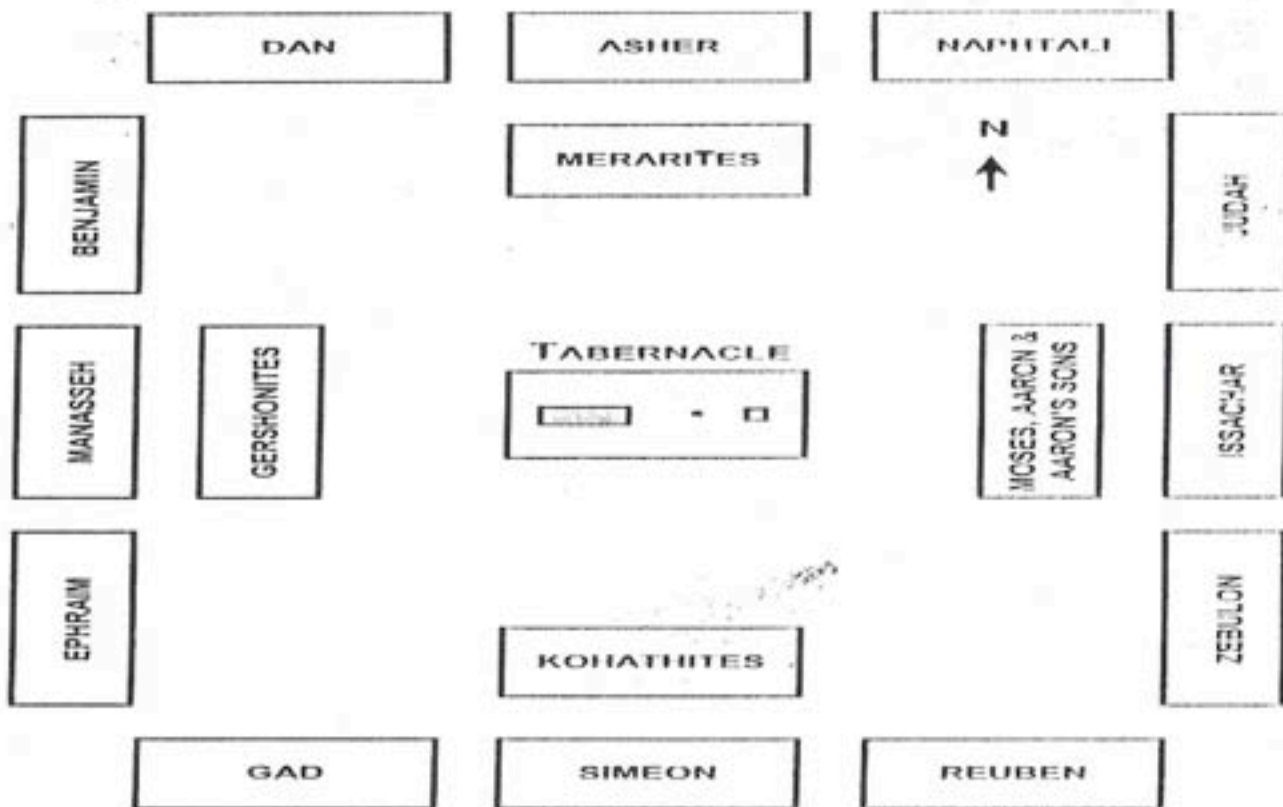 DAN
ASHER
NAPHTALI
MERARITES
N
BENJAMIN
JUDAH
TABERNACLE
MANASSEH
GERSHONITES
MOSES, AARON &
AARON'S SONS
ISSACHAR
EPHRAIM
KOHATHITES
ZEBULON
GAD
SIMEON
REUBEN